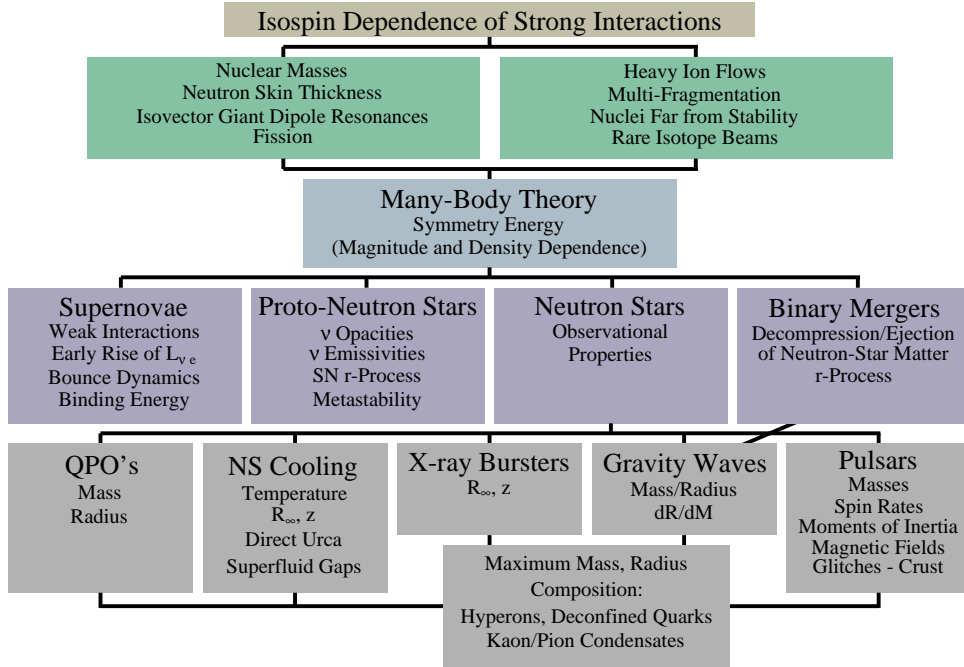 Isospin Dependence of Strong Interactions
Nuclear Masses
Neutron Skin Thickness
Isovector Giant Dipole Resonances
Fission
Heavy Ion Flows
Multi-Fragmentation
Nuclei Far from Stability
Rare Isotope Beams
Many-Body Theory
Symmetry Energy
(Magnitude and Density Dependence)
Supernovae
Weak Interactions
Early Rise of L_{ν e}
Bounce Dynamics
Binding Energy
Proto-Neutron Stars
ν Opacities
ν Emissivities
SN r-Process
Metastability
Neutron Stars
Observational
Properties
Binary Mergers
Decompression/Ejection
of Neutron-Star Matter
r-Process
QPO's
Mass
Radius
NS Cooling
Temperature
R∞, z
Direct Urca
Superfluid Gaps
X-ray Bursters
R∞, z
Gravity Waves
Mass/Radius
dR/dM
Pulsars
Masses
Spin Rates
Moments of Inertia
Magnetic Fields
Glitches - Crust
Maximum Mass, Radius
Composition:
Hyperons, Deconfined Quarks
Kaon/Pion Condensates